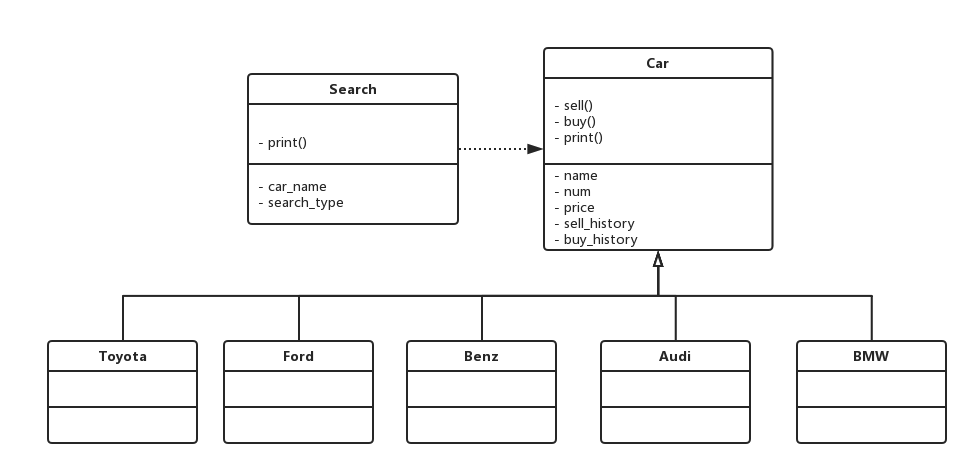 Search
- print()
- car_name
- search_type
Car
- sell()
- buy()
- print()
- name
- num
- price
- sell_history
- buy_history
Toyota
Ford
Benz
Audi
BMW